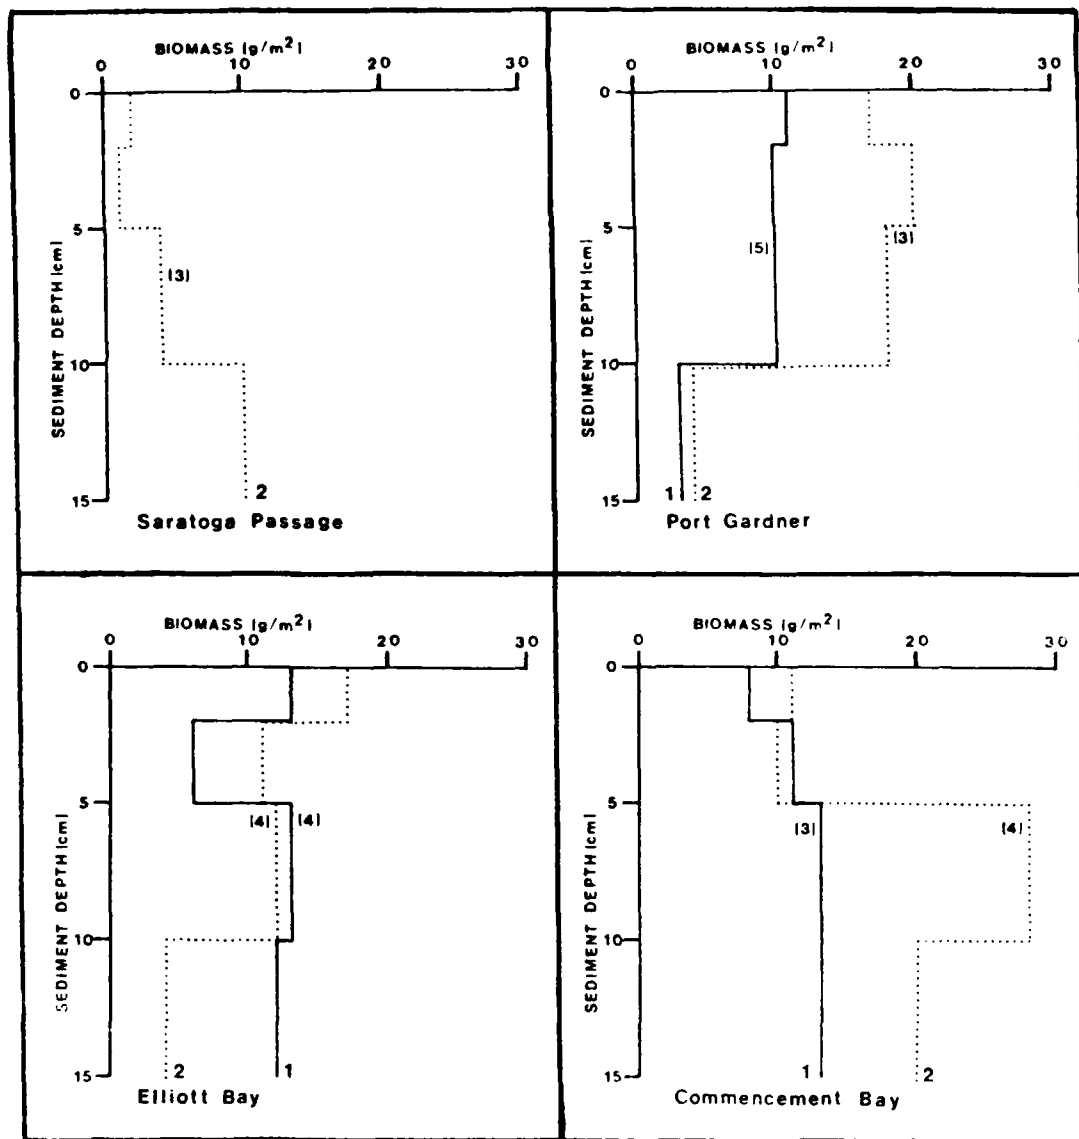 BIOMASS (g/m²)
0 10 20 30
0
5
10
15
SEDIMENT DEPTH (cm)
(3)
2
Saratoga Passage
BIOMASS (g/m²)
0 10 20 30
0
5
10
15
SEDIMENT DEPTH (cm)
(5)
(3)
1 2
Port Gardner
BIOMASS (g/m²)
0 10 20 30
0
5
10
15
SEDIMENT DEPTH (cm)
(4) (4)
2 1
Elliott Bay
BIOMASS (g/m²)
0 10 20 30
0
5
10
15
SEDIMENT DEPTH (cm)
(3) (4)
1 2
Commencement Bay